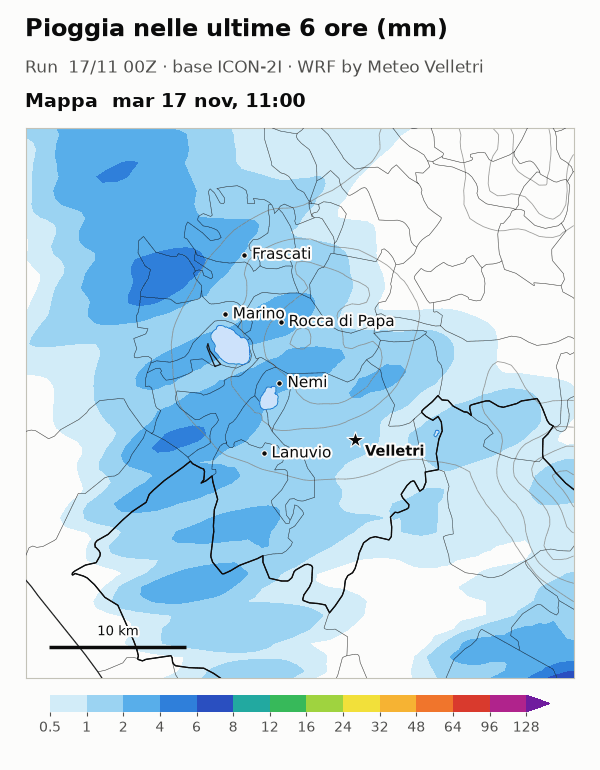 Pioggia nelle ultime 6 ore (mm)
Run 17/11 00Z · base ICON-2I · WRF by Meteo Velletri
Mappa mar 17 nov, 11:00
Frascati
Marino
Rocca di Papa
Nemi
Velletri
Lanuvio
10 km
0.5 1 2 4 6 8 12 16 24 32 48 64 96 128